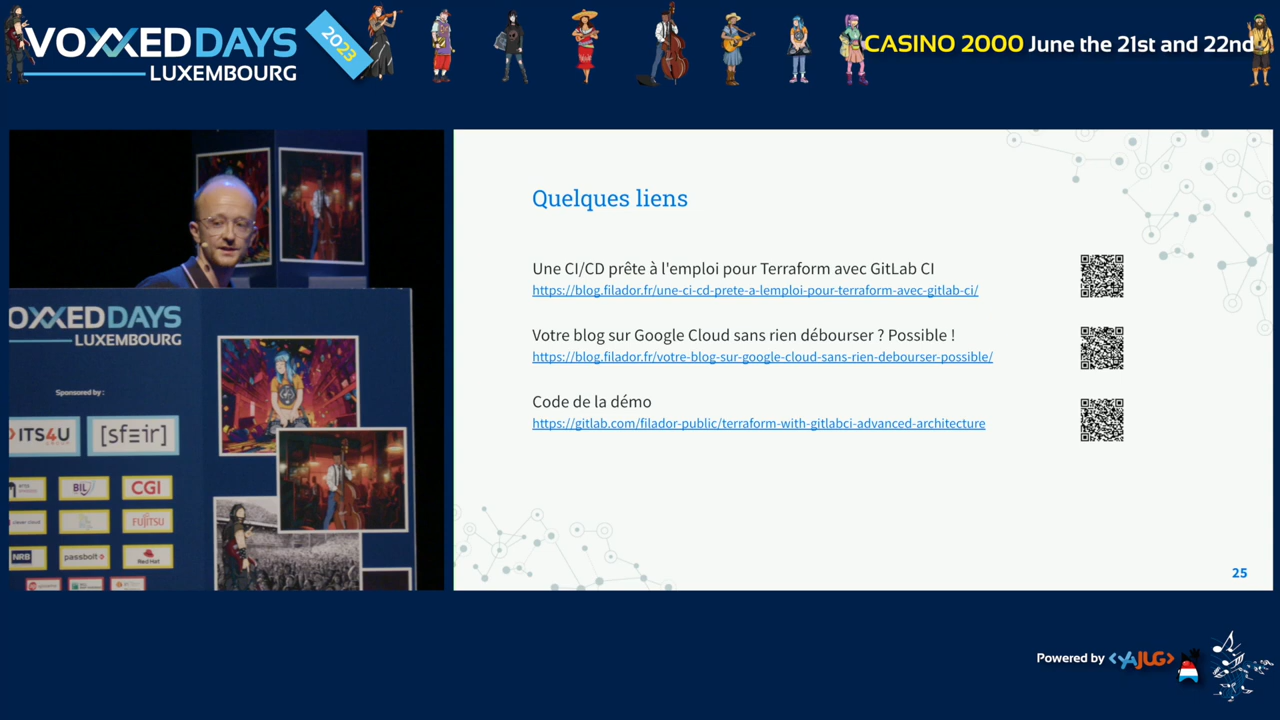 VOXXEDDAYS
LUXEMBOURG
2023
CASINO 2000 June the 21st and 22nd
OXXEDDAYS
LUXEMBOURG
Sponsored by :
ITS4U
[sfeir]
BIL
CGI
FUJITSU
NRB
passbolt
Red Hat
Quelques liens
Une CI/CD prête à l'emploi pour Terraform avec GitLab CI
https://blog.filador.fr/une-ci-cd-prete-a-lemploi-pour-terraform-avec-gitlab-ci/
Votre blog sur Google Cloud sans rien débourser ? Possible !
https://blog.filador.fr/votre-blog-sur-google-cloud-sans-rien-debourser-possible/
Code de la démo
https://gitlab.com/filador-public/terraform-with-gitlabci-advanced-architecture
25
Powered by <YAJUG>